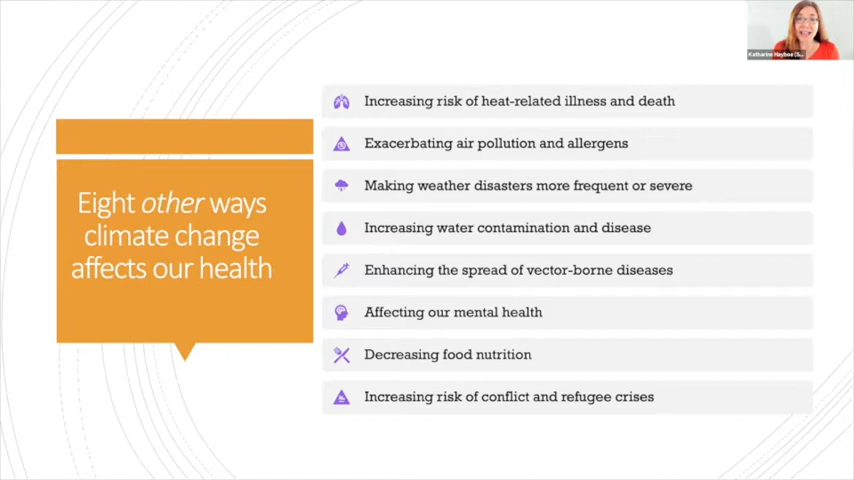 Katharine Hayhoe (S...
Eight other ways
climate change
affects our health
Increasing risk of heat-related illness and death
Exacerbating air pollution and allergens
Making weather disasters more frequent or severe
Increasing water contamination and disease
Enhancing the spread of vector-borne diseases
Affecting our mental health
Decreasing food nutrition
Increasing risk of conflict and refugee crises